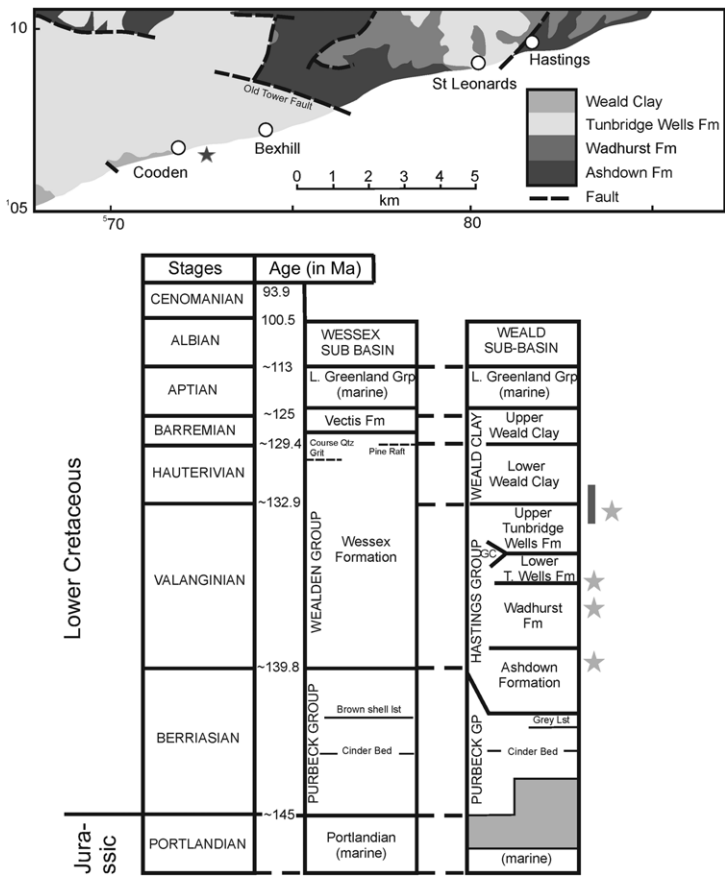 10
Hastings
St Leonards
Old Tower Fault
Bexhill
Cooden
0 1 2 3 4 5
km
¹05
⁵70
80
Weald Clay
Tunbridge Wells Fm
Wadhurst Fm
Ashdown Fm
Fault
Stages
Age (in Ma)
CENOMANIAN
93.9
100.5
ALBIAN
WESSEX
SUB BASIN
WEALD
SUB-BASIN
~113
APTIAN
L. Greenland Grp
(marine)
L. Greenland Grp
(marine)
~125
BARREMIAN
Vectis Fm
Upper
Weald Clay
~129.4
Course Qtz
Grit
Pine Raft
HAUTERIVIAN
WEALD CLAY
Lower
Weald Clay
~132.9
Lower Cretaceous
VALANGINIAN
WEALDEN GROUP
Wessex
Formation
HASTINGS GROUP
Upper
Tunbridge
Wells Fm
GC
Lower
T. Wells Fm
Wadhurst
Fm
Ashdown
Formation
~139.8
BERRIASIAN
PURBECK GROUP
Brown shell lst
Cinder Bed
PURBECK GP
Grey Lst
Cinder Bed
~145
Jura-
ssic
PORTLANDIAN
Portlandian
(marine)
(marine)